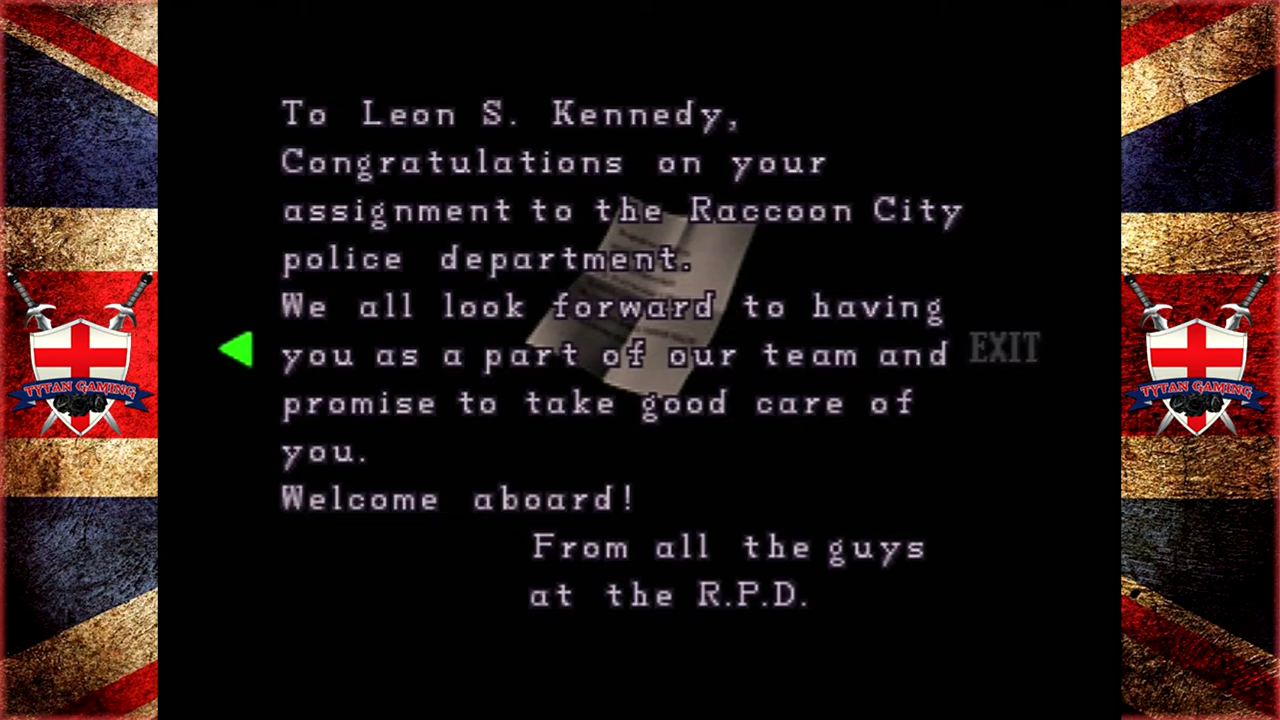 To Leon S. Kennedy,
Congratulations on your
assignment to the Raccoon City
police department.
We all look forward to having
you as a part of our team and
EXIT
promise to take good care of
you.
Welcome aboard!
From all the guys
at the R.P.D.
TYTAN GAMING
TYTAN GAMING